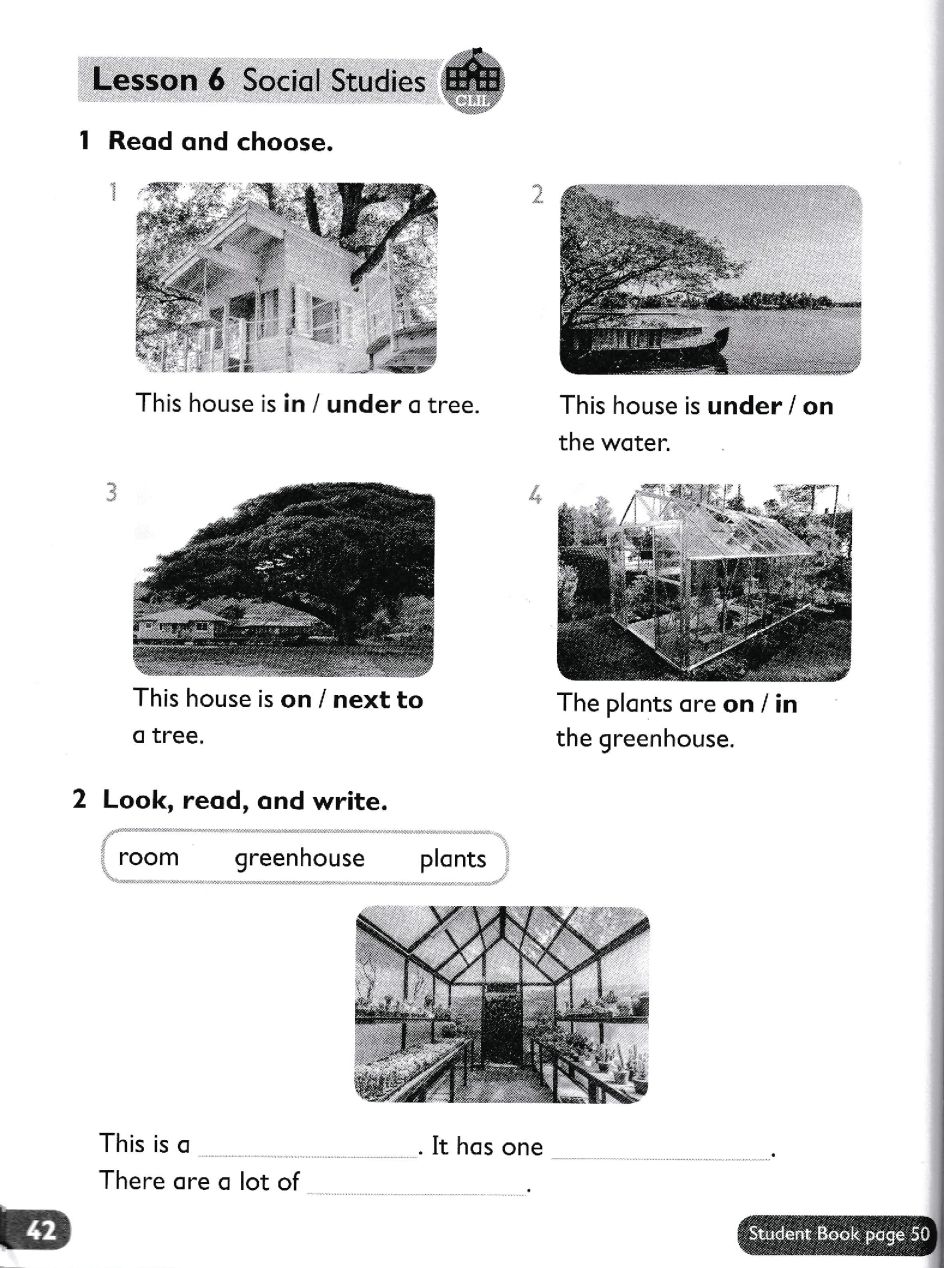 Lesson 6 Social Studies
CLIL
1 Read and choose.
1
This house is in / under a tree.
2
This house is under / on
the water.
3
This house is on / next to
a tree.
4
The plants are on / in
the greenhouse.
2 Look, read, and write.
room greenhouse plants
This is a ____________. It has one ____________.
There are a lot of ____________.
42
Student Book page 50